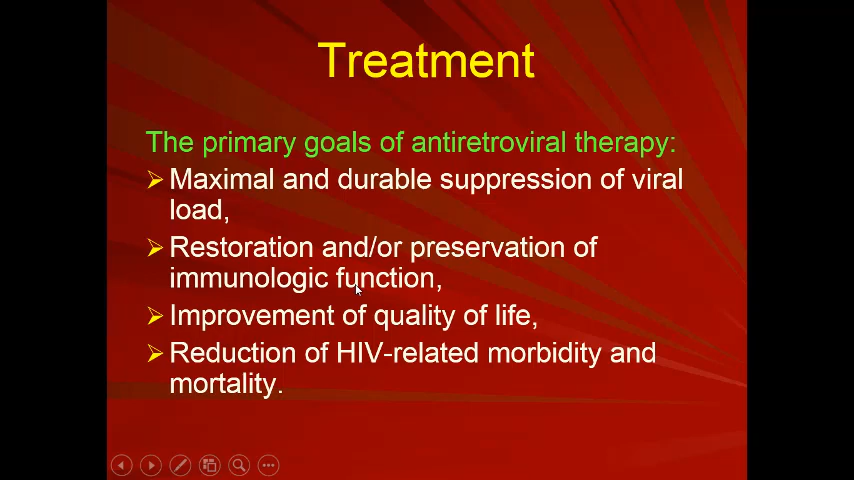 Treatment
The primary goals of antiretroviral therapy:
Maximal and durable suppression of viral
load,
Restoration and/or preservation of
immunologic function,
Improvement of quality of life,
Reduction of HIV-related morbidity and
mortality.